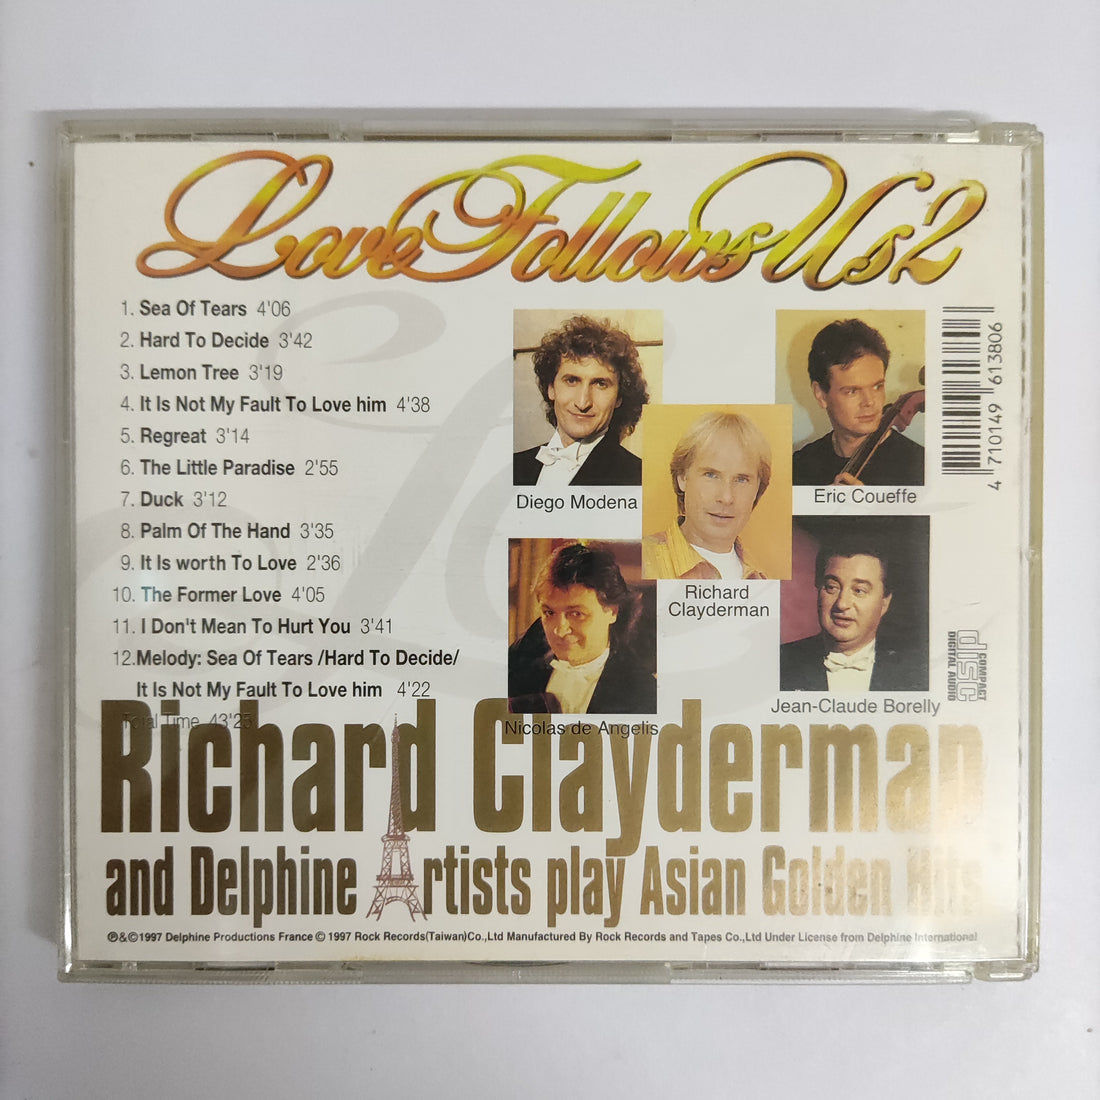 Love Follows Us 2
1. Sea Of Tears 4'06
2. Hard To Decide 3'42
3. Lemon Tree 3'19
4. It Is Not My Fault To Love him 4'38
5. Regreat 3'14
6. The Little Paradise 2'55
7. Duck 3'12
8. Palm Of The Hand 3'35
9. It Is worth To Love 2'36
10. The Former Love 4'05
11. I Don't Mean To Hurt You 3'41
12. Melody: Sea Of Tears /Hard To Decide/
It Is Not My Fault To Love him 4'22
Total Time 43'25
Diego Modena
Eric Coueffe
Richard
Clayderman
Nicolas de Angelis
Jean-Claude Borelly
4 710149 613806
COMPACT
disc
DIGITAL AUDIO
Richard Clayderman
and Delphine Artists play Asian Golden Hits
℗&©1997 Delphine Productions France © 1997 Rock Records(Taiwan)Co.,Ltd Manufactured By Rock Records and Tapes Co.,Ltd Under License from Delphine International